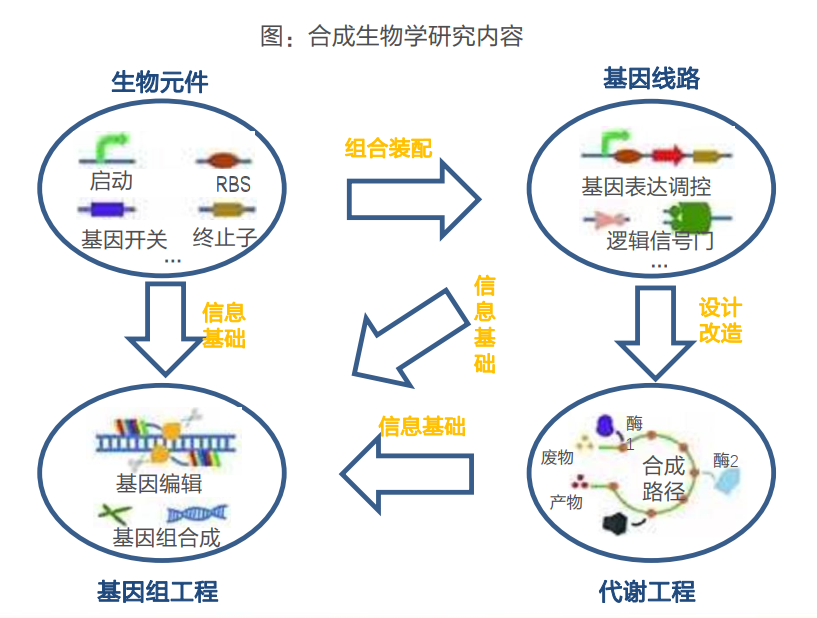 图：合成生物学研究内容
生物元件
启动
RBS
基因开关
终止子
...
组合装配
基因线路
基因表达调控
逻辑信号门
...
信息
基础
信
息
基
础
设计
改造
信息基础
基因编辑
基因组合成
基因组工程
酶
1
废物
合成
路径
酶2
产物
代谢工程